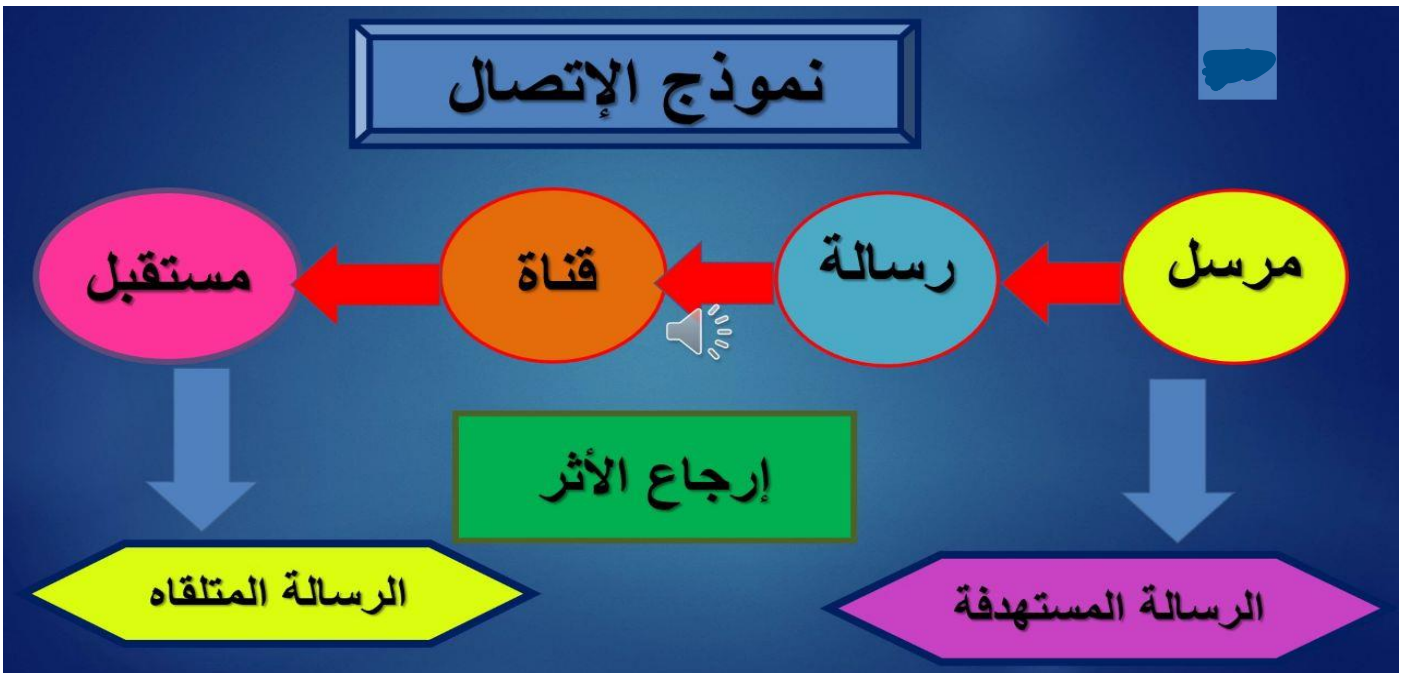 نموذج الإتصال
مرسل
رسالة
قناة
مستقبل
إرجاع الأثر
الرسالة المستهدفة
الرسالة المتلقاه